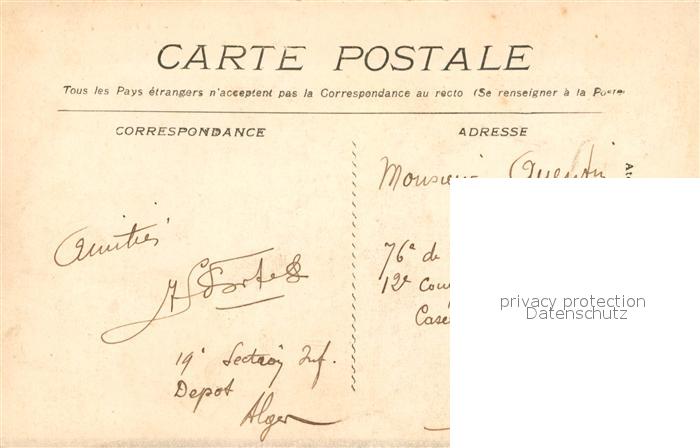 CARTE POSTALE
Tous les Pays étrangers n'acceptent pas la Correspondance au recto (Se renseigner à la Poste
CORRESPONDANCE
ADRESSE
Monsieur Quentin
76e de
12e
Amitiés
19e Section Inf.
Depot
Alger
privacy protection
Datenschutz